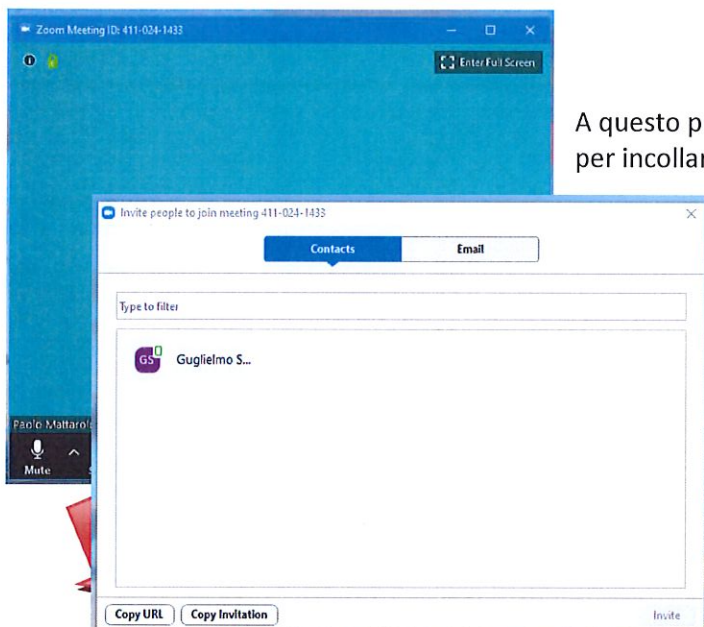 Zoom Meeting ID: 411-024-1433
Enter Full Screen
A questo p
per incollar
Invite people to join meeting 411-024-1433
Contacts
Email
Type to filter
GS
Guglielmo S...
Paolo Mattarol
Mute
S
Copy URL
Copy Invitation
Invite